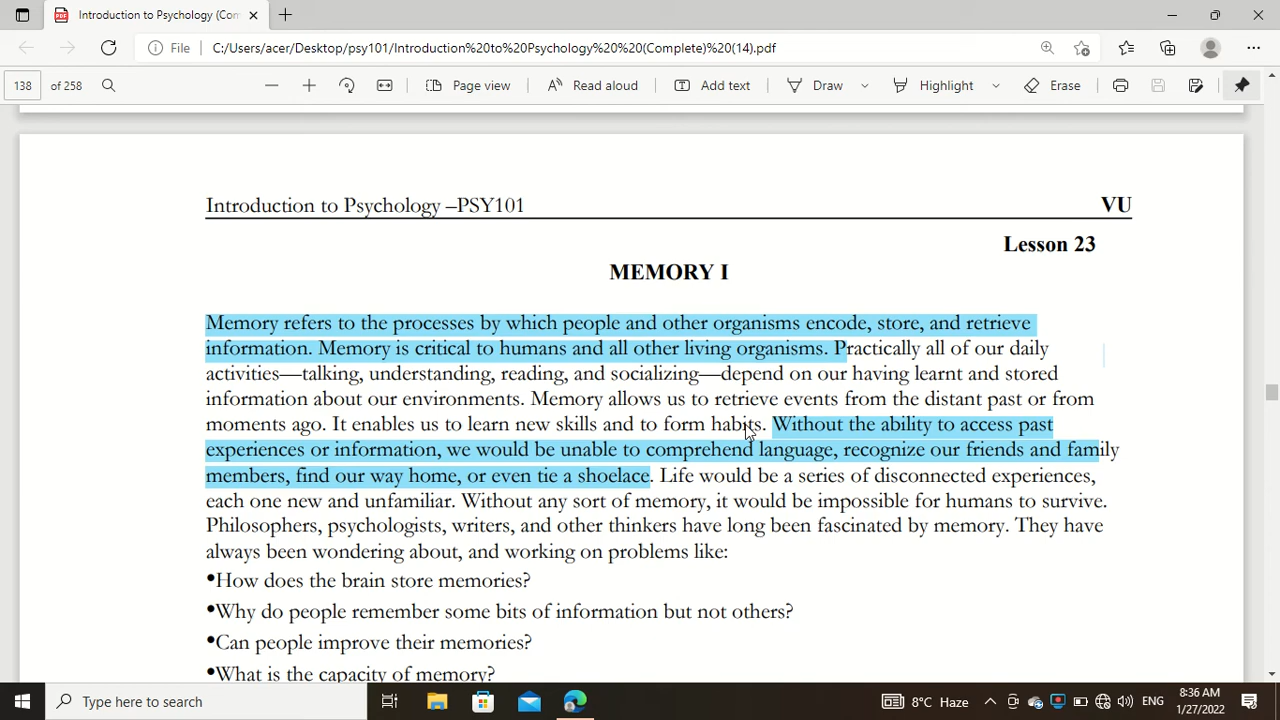 Introduction to Psychology (Com
File
C:/Users/acer/Desktop/psy101/Introduction%20to%20Psychology%20%20(Complete)%20(14).pdf
138 of 258
Page view
Read aloud
Add text
Draw
Highlight
Erase
Introduction to Psychology –PSY101 VU
Lesson 23
MEMORY I
Memory refers to the processes by which people and other organisms encode, store, and retrieve
information. Memory is critical to humans and all other living organisms. Practically all of our daily
activities—talking, understanding, reading, and socializing—depend on our having learnt and stored
information about our environments. Memory allows us to retrieve events from the distant past or from
moments ago. It enables us to learn new skills and to form habits. Without the ability to access past
experiences or information, we would be unable to comprehend language, recognize our friends and family
members, find our way home, or even tie a shoelace. Life would be a series of disconnected experiences,
each one new and unfamiliar. Without any sort of memory, it would be impossible for humans to survive.
Philosophers, psychologists, writers, and other thinkers have long been fascinated by memory. They have
always been wondering about, and working on problems like:
•How does the brain store memories?
•Why do people remember some bits of information but not others?
•Can people improve their memories?
•What is the capacity of memory?
Type here to search
8°C Haze
ENG
8:36 AM
1/27/2022